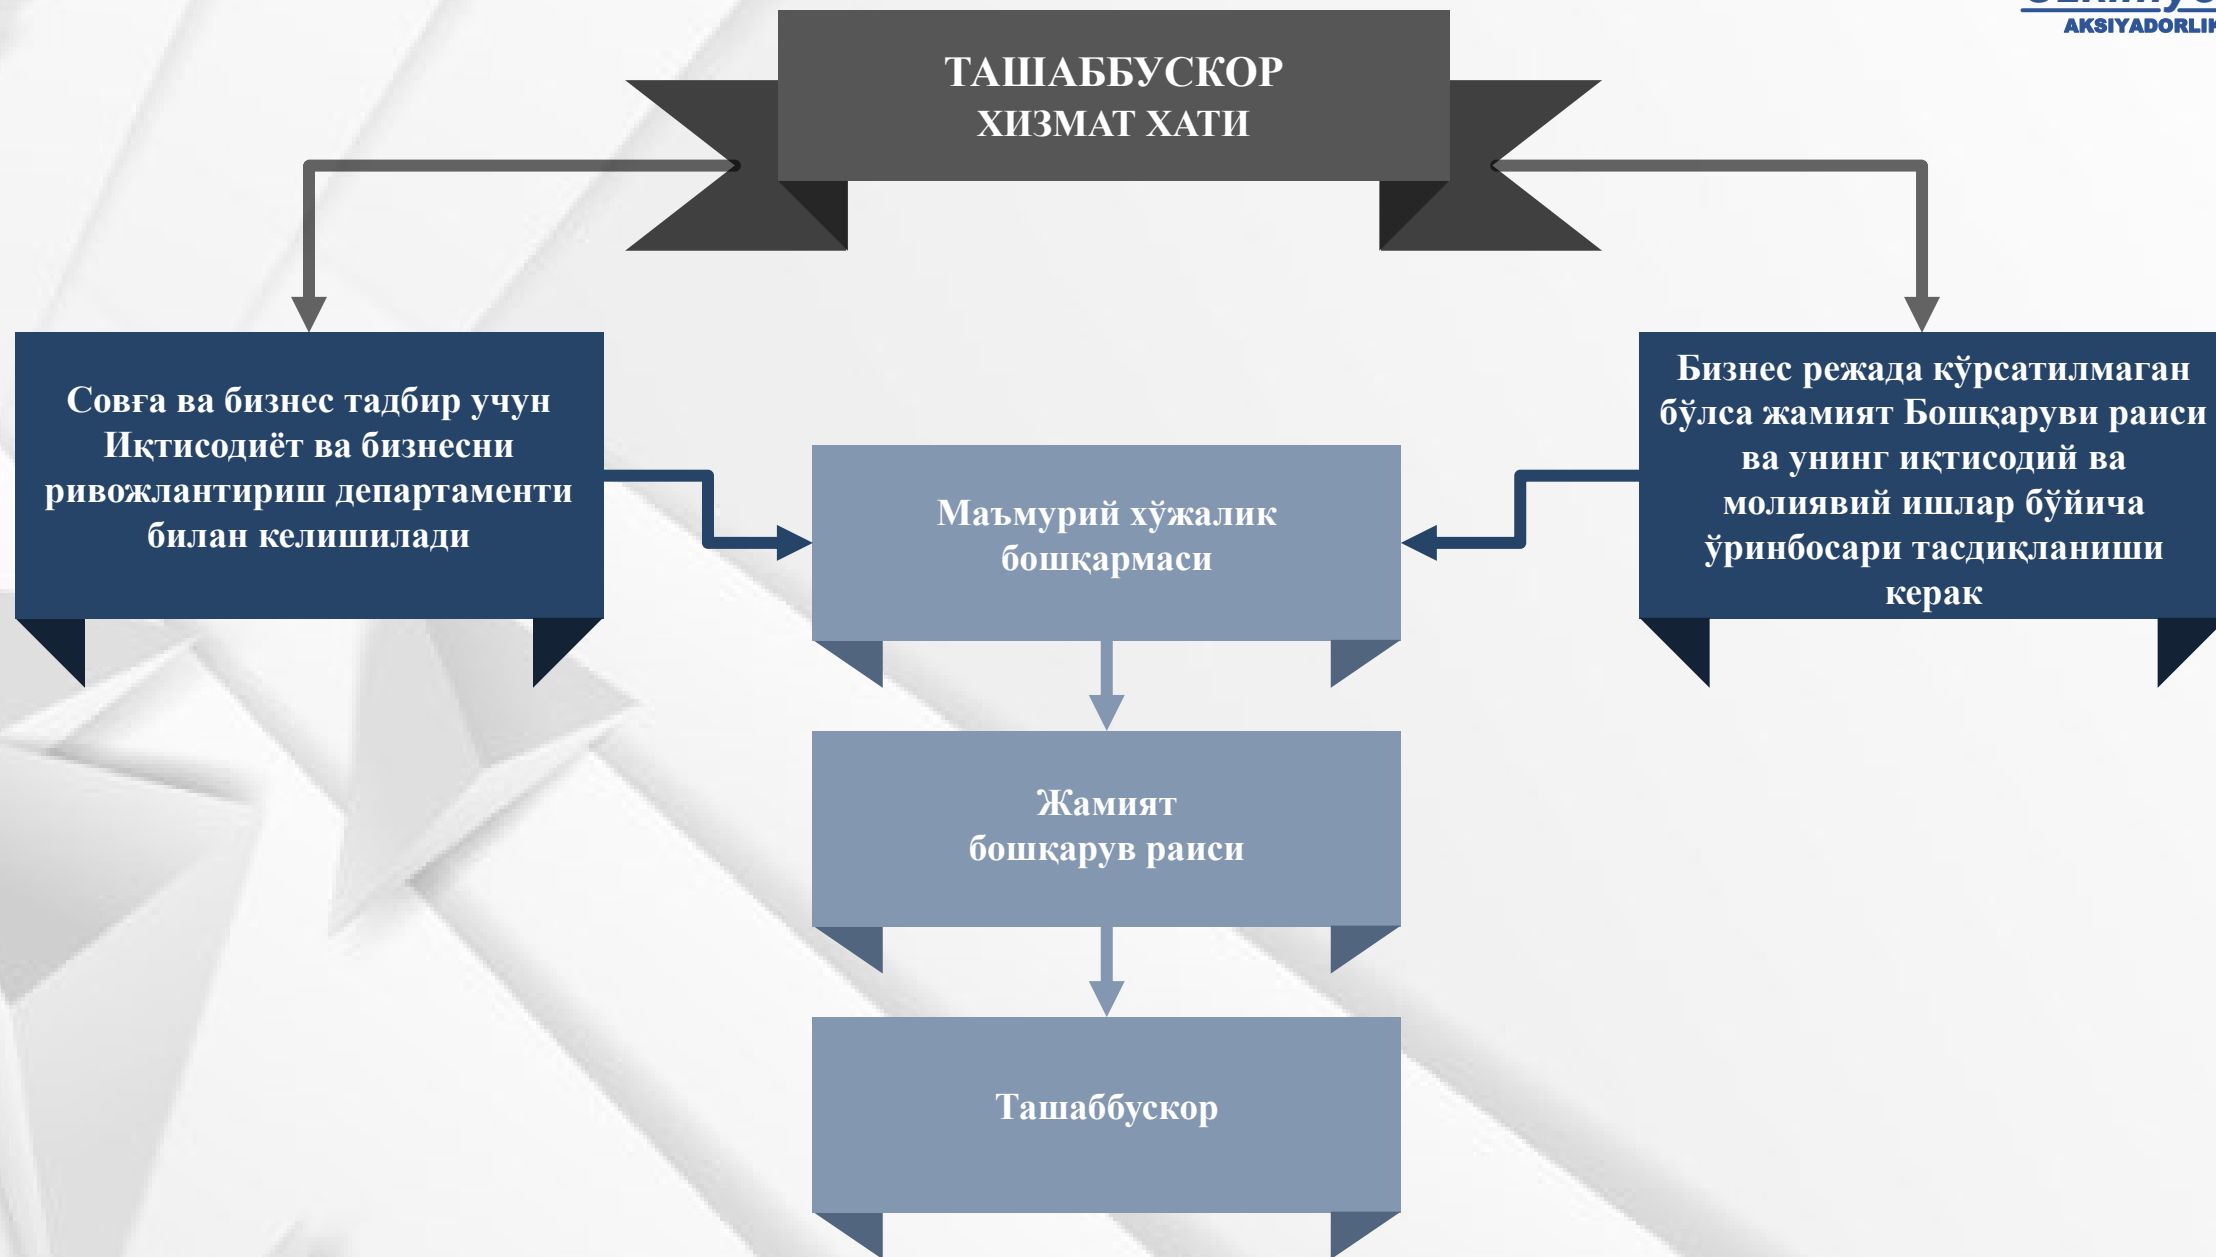 AKSIYADORLIK
ТАШАББУСКОР
ХИЗМАТ ХАТИ
Совға ва бизнес тадбир учун
Иқтисодиёт ва бизнесни
ривожлантириш департаменти
билан келишилади
Бизнес режада кўрсатилмаган
бўлса жамият Бошқаруви раиси
ва унинг иқтисодий ва
молиявий ишлар бўйича
ўринбосари тасдиқланиши
керак
Маъмурий хўжалик
бошқармаси
Жамият
бошқарув раиси
Ташаббускор